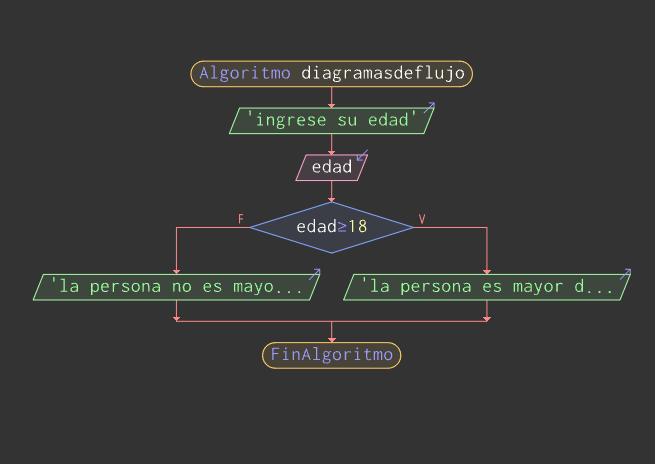 Algoritmo diagramasdeflujo
'ingrese su edad'
edad
edad≥18
F
V
'la persona no es mayo...
'la persona es mayor d...
FinAlgoritmo